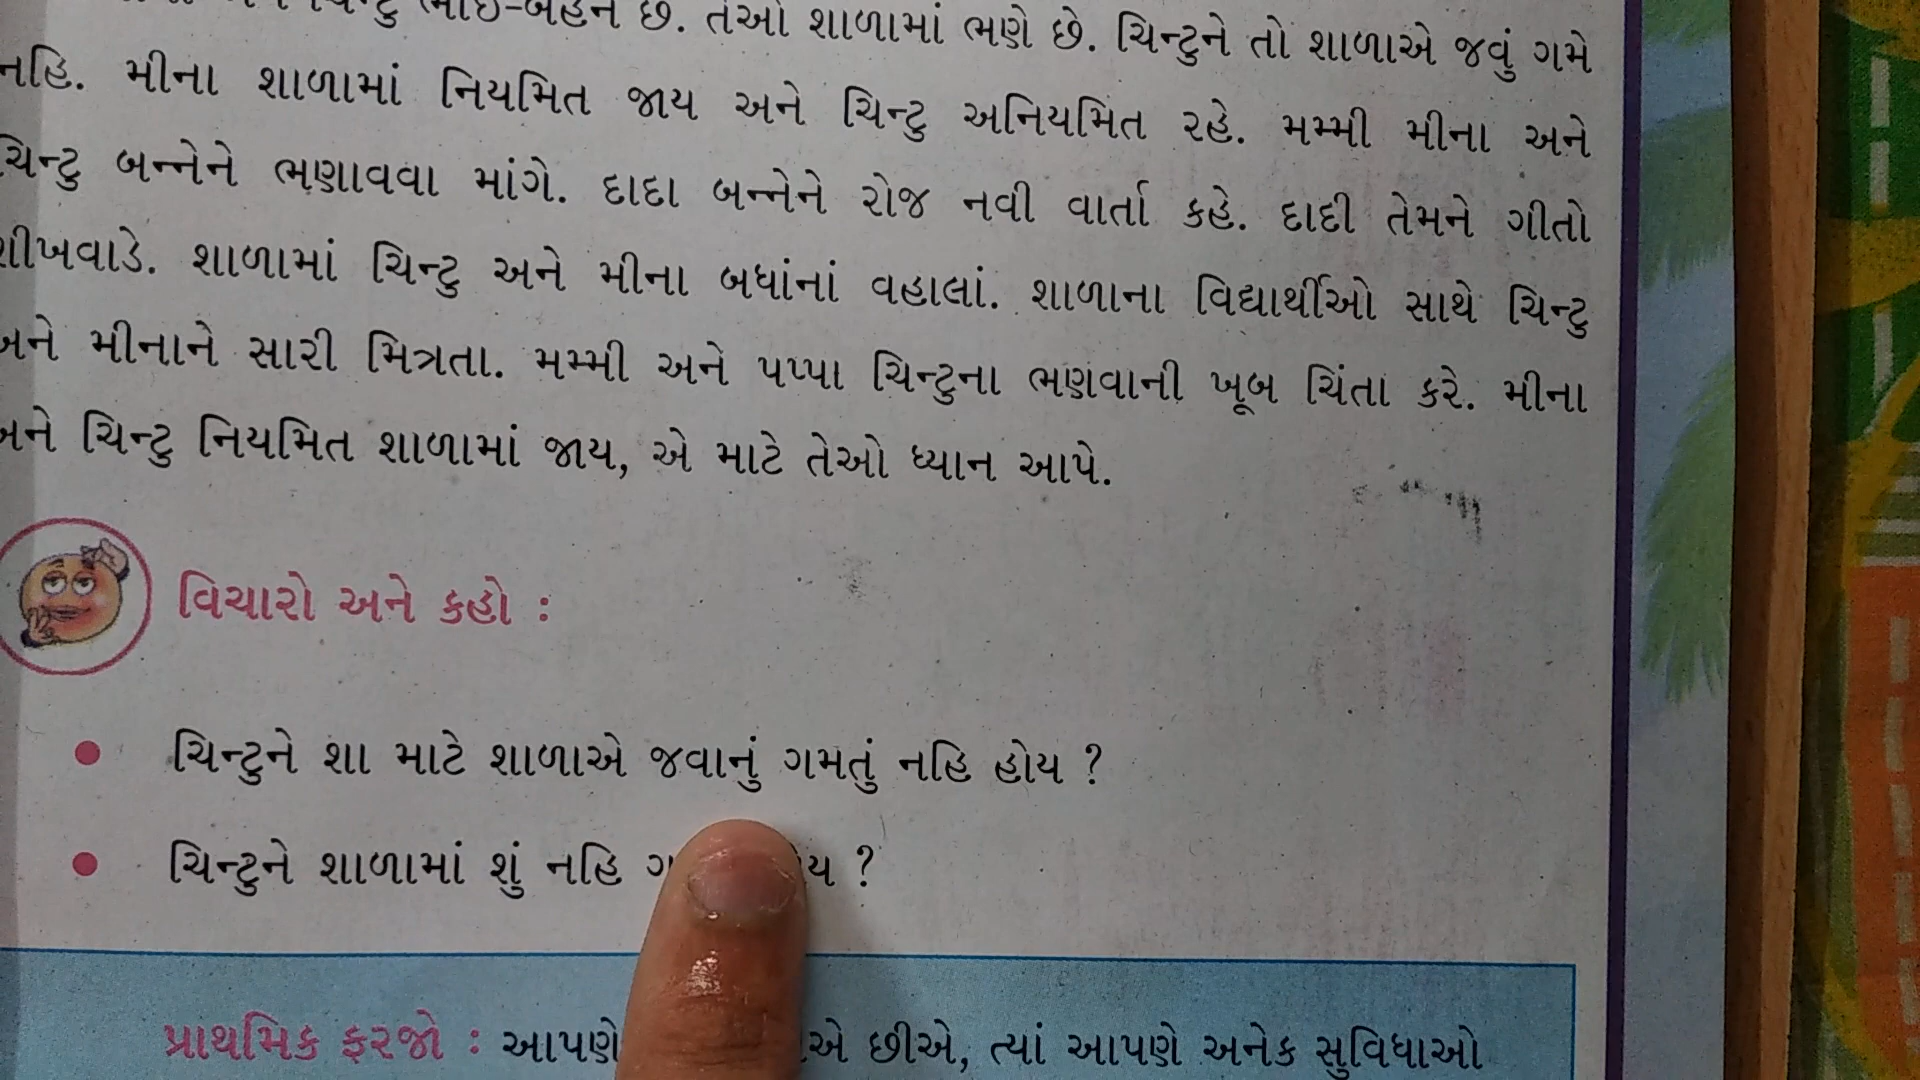 ચિન્ટુ ભાઈ-બહેન છે. તેઓ શાળામાં ભણે છે. ચિન્ટુને તો શાળાએ જવું ગમે
નહિ. મીના શાળામાં નિયમિત જાય અને ચિન્ટુ અનિયમિત રહે. મમ્મી મીના અને
ચિન્ટુ બન્નેને ભણાવવા માંગે. દાદા બન્નેને રોજ નવી વાર્તા કહે. દાદી તેમને ગીતો
શીખવાડે. શાળામાં ચિન્ટુ અને મીના બધાંનાં વહાલાં. શાળાના વિદ્યાર્થીઓ સાથે ચિન્ટુ
અને મીનાને સારી મિત્રતા. મમ્મી અને પપ્પા ચિન્ટુના ભણવાની ખૂબ ચિંતા કરે. મીના
અને ચિન્ટુ નિયમિત શાળામાં જાય, એ માટે તેઓ ધ્યાન આપે.
વિચારો અને કહો :
• ચિન્ટુને શા માટે શાળાએ જવાનું ગમતું નહિ હોય ?
• ચિન્ટુને શાળામાં શું નહિ ?
પ્રાથમિક ફરજો : આપણે છીએ, ત્યાં આપણે અનેક સુવિધાઓ